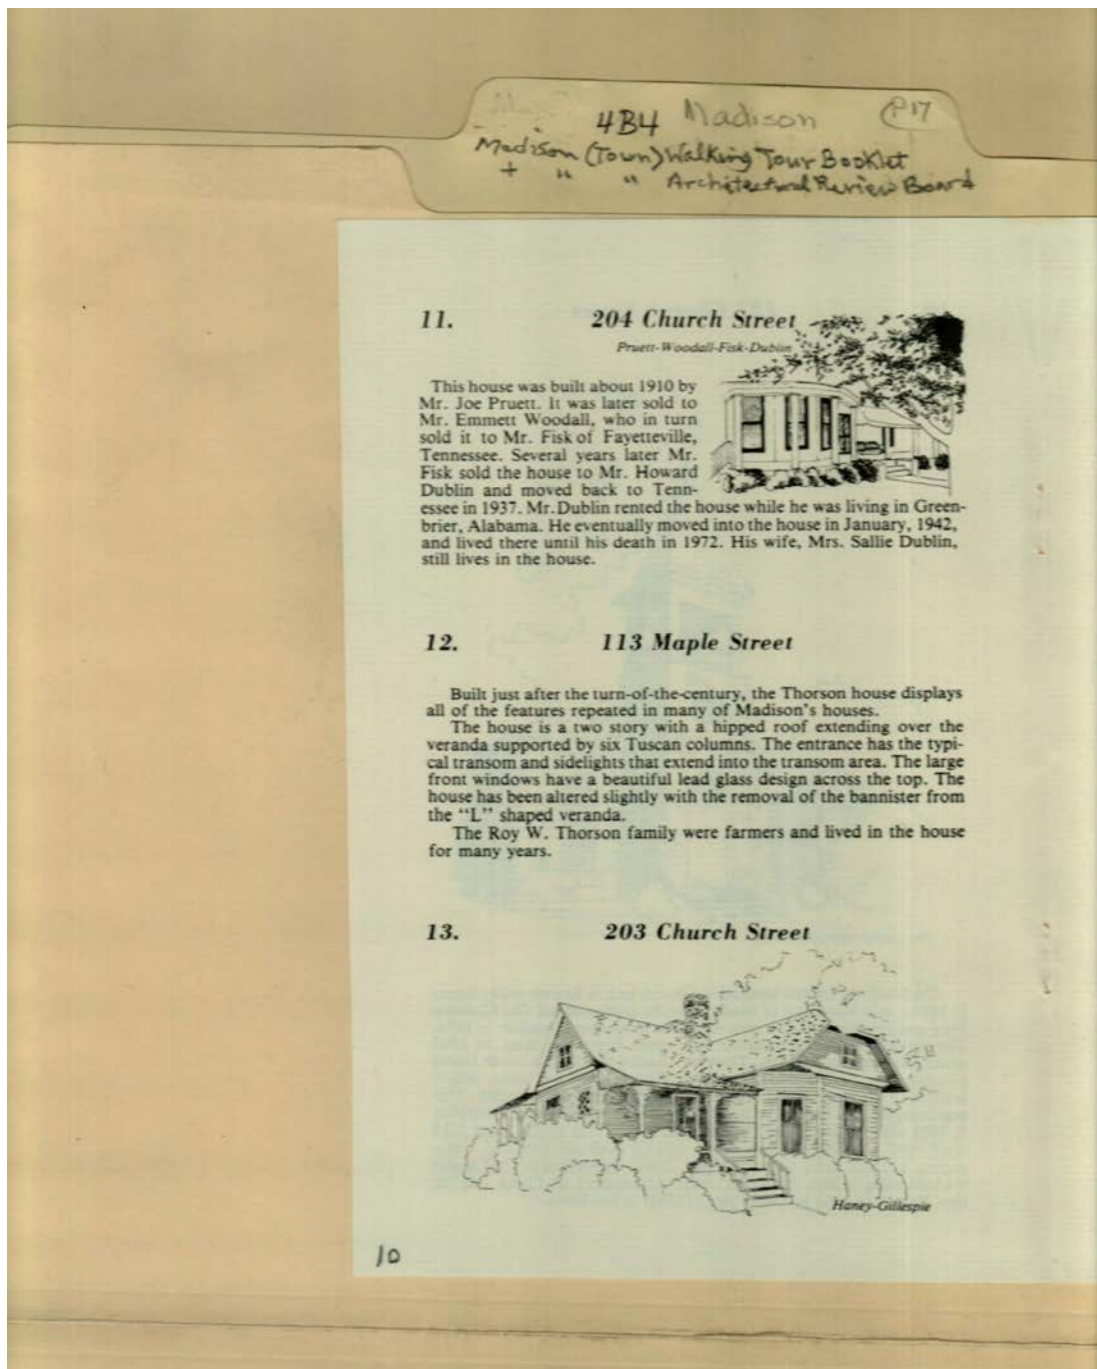 4B4 Madison P17
Madison (Town) Walking Tour Booklet
+ " " Architectural Review Board
11. 204 Church Street
Pruett-Woodall-Fisk-Dublin
This house was built about 1910 by
Mr. Joe Pruett. It was later sold to
Mr. Emmett Woodall, who in turn
sold it to Mr. Fisk of Fayetteville,
Tennessee. Several years later Mr.
Fisk sold the house to Mr. Howard
Dublin and moved back to Tenn-
essee in 1937. Mr. Dublin rented the house while he was living in Green-
brier, Alabama. He eventually moved into the house in January, 1942,
and lived there until his death in 1972. His wife, Mrs. Sallie Dublin,
still lives in the house.
12. 113 Maple Street
Built just after the turn-of-the-century, the Thorson house displays
all of the features repeated in many of Madison's houses.
The house is a two story with a hipped roof extending over the
veranda supported by six Tuscan columns. The entrance has the typi-
cal transom and sidelights that extend into the transom area. The large
front windows have a beautiful lead glass design across the top. The
house has been altered slightly with the removal of the bannister from
the "L" shaped veranda.
The Roy W. Thorson family were farmers and lived in the house
for many years.
13. 203 Church Street
Haney-Gillespie
10